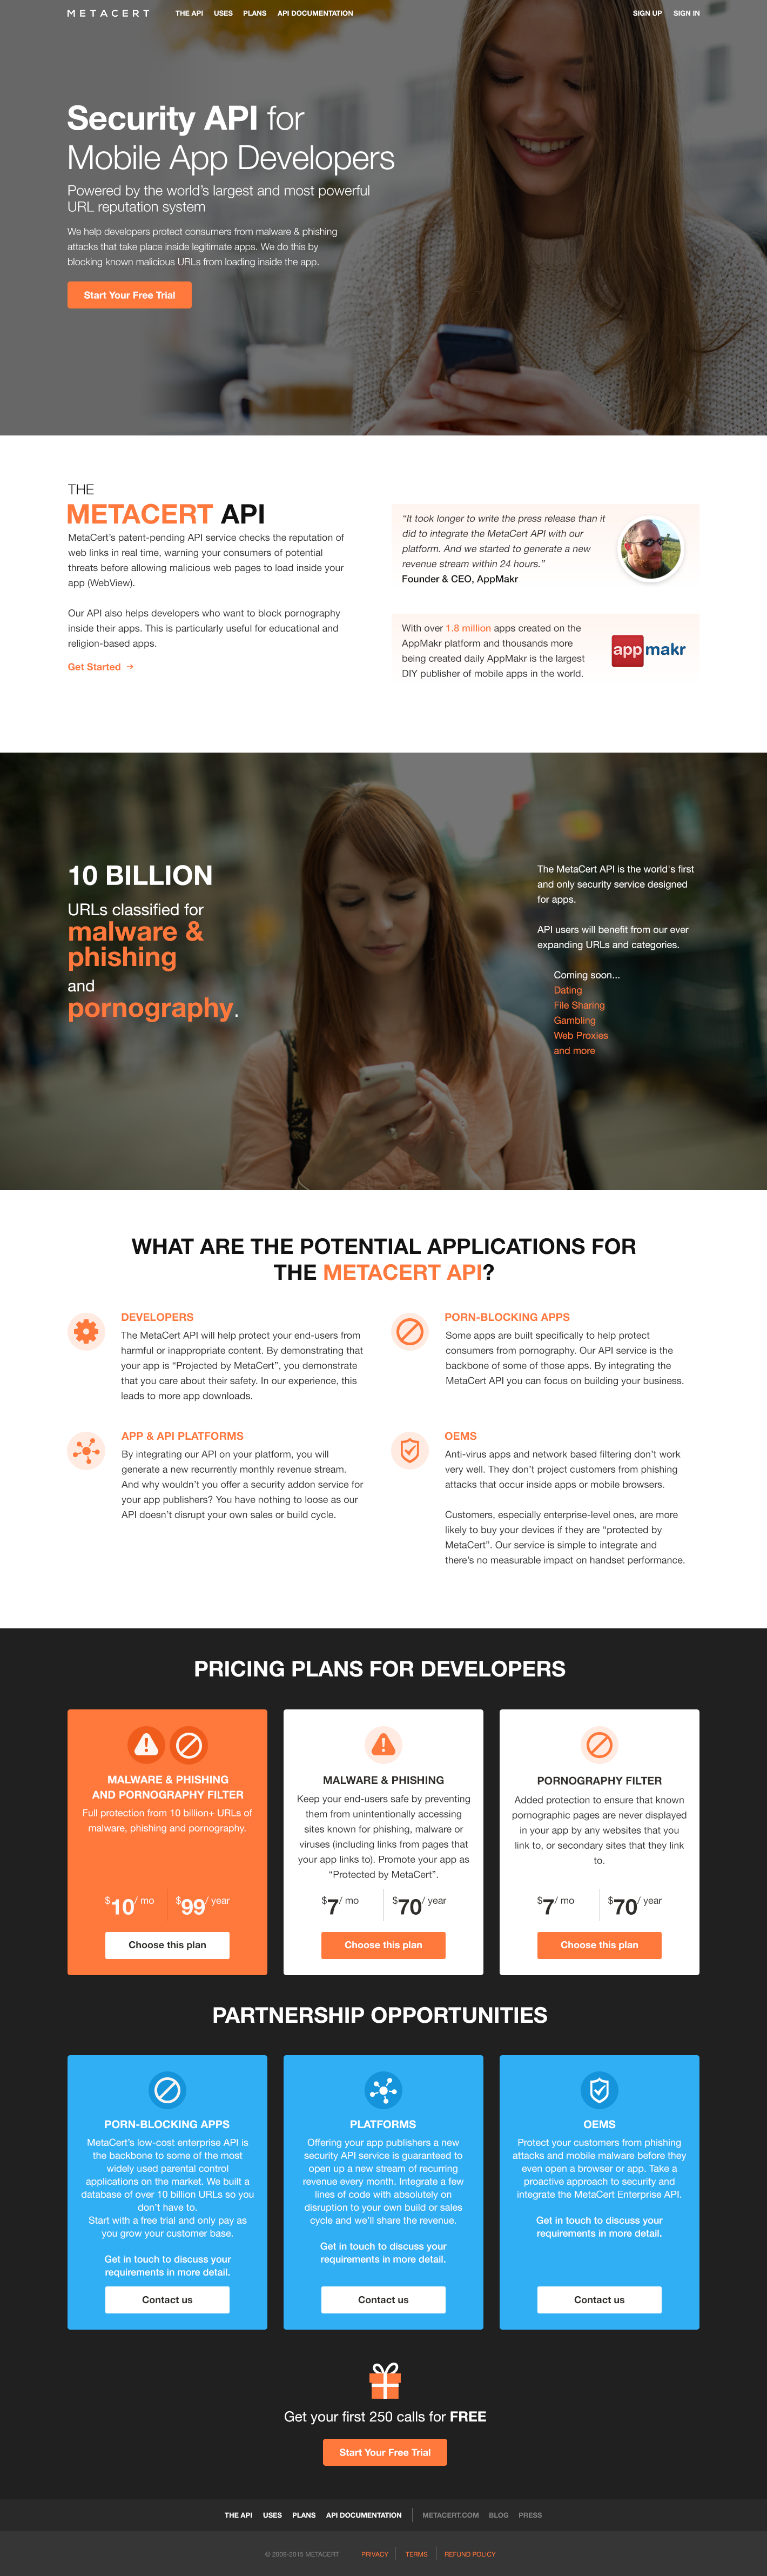 METACERT THE API USES PLANS API DOCUMENTATION SIGN UP SIGN IN
Security API for
Mobile App Developers
Powered by the world's largest and most powerful
URL reputation system
We help developers protect consumers from malware & phishing
attacks that take place inside legitimate apps. We do this by
blocking known malicious URLs from loading inside the app.
Start Your Free Trial
THE
METACERT API
MetaCert's patent-pending API service checks the reputation of
web links in real time, warning your consumers of potential
threats before allowing malicious web pages to load inside your
app (WebView).
Our API also helps developers who want to block pornography
inside their apps. This is particularly useful for educational and
religion-based apps.
Get Started →
“It took longer to write the press release than it
did to integrate the MetaCert API with our
platform. And we started to generate a new
revenue stream within 24 hours.”
Founder & CEO, AppMakr
With over 1.8 million apps created on the
AppMakr platform and thousands more
being created daily AppMakr is the largest
DIY publisher of mobile apps in the world.
app makr
10 BILLION
URLs classified for
malware &
phishing
and
pornography.
The MetaCert API is the world's first
and only security service designed
for apps.
API users will benefit from our ever
expanding URLs and categories.
Coming soon...
Dating
File Sharing
Gambling
Web Proxies
and more
WHAT ARE THE POTENTIAL APPLICATIONS FOR
THE METACERT API?
DEVELOPERS
The MetaCert API will help protect your end-users from
harmful or inappropriate content. By demonstrating that
your app is “Projected by MetaCert”, you demonstrate
that you care about their safety. In our experience, this
leads to more app downloads.
PORN-BLOCKING APPS
Some apps are built specifically to help protect
consumers from pornography. Our API service is the
backbone of some of those apps. By integrating the
MetaCert API you can focus on building your business.
APP & API PLATFORMS
By integrating our API on your platform, you will
generate a new recurrently monthly revenue stream.
And why wouldn't you offer a security addon service for
your app publishers? You have nothing to loose as our
API doesn't disrupt your own sales or build cycle.
OEMS
Anti-virus apps and network based filtering don't work
very well. They don't project customers from phishing
attacks that occur inside apps or mobile browsers.
Customers, especially enterprise-level ones, are more
likely to buy your devices if they are “protected by
MetaCert”. Our service is simple to integrate and
there's no measurable impact on handset performance.
PRICING PLANS FOR DEVELOPERS
MALWARE & PHISHING
AND PORNOGRAPHY FILTER
Full protection from 10 billion+ URLs of
malware, phishing and pornography.
$10/ mo $99/ year
Choose this plan
MALWARE & PHISHING
Keep your end-users safe by preventing
them from unintentionally accessing
sites known for phishing, malware or
viruses (including links from pages that
your app links to). Promote your app as
“Protected by MetaCert”.
$7/ mo $70/ year
Choose this plan
PORNOGRAPHY FILTER
Added protection to ensure that known
pornographic pages are never displayed
in your app by any websites that you
link to, or secondary sites that they link
to.
$7/ mo $70/ year
Choose this plan
PARTNERSHIP OPPORTUNITIES
PORN-BLOCKING APPS
MetaCert's low-cost enterprise API is
the backbone to some of the most
widely used parental control
applications on the market. We built a
database of over 10 billion URLs so you
don't have to.
Start with a free trial and only pay as
you grow your customer base.
Get in touch to discuss your
requirements in more detail.
Contact us
PLATFORMS
Offering your app publishers a new
security API service is guaranteed to
open up a new stream of recurring
revenue every month. Integrate a few
lines of code with absolutely on
disruption to your own build or sales
cycle and we'll share the revenue.
Get in touch to discuss your
requirements in more detail.
Contact us
OEMS
Protect your customers from phishing
attacks and mobile malware before they
even open a browser or app. Take a
proactive approach to security and
integrate the MetaCert Enterprise API.
Get in touch to discuss your
requirements in more detail.
Contact us
Get your first 250 calls for FREE
Start Your Free Trial
THE API USES PLANS API DOCUMENTATION METACERT.COM BLOG PRESS
© 2009-2015 METACERT PRIVACY TERMS REFUND POLICY